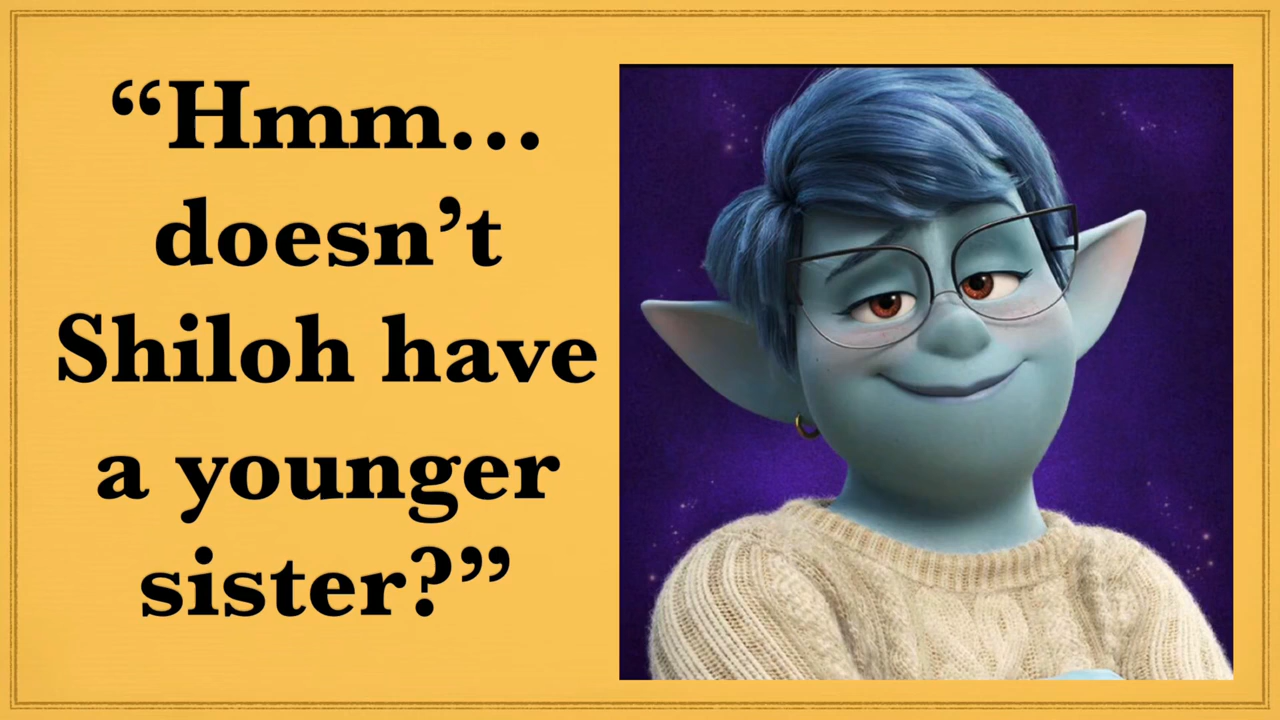 “Hmm…
doesn’t
Shiloh have
a younger
sister?”